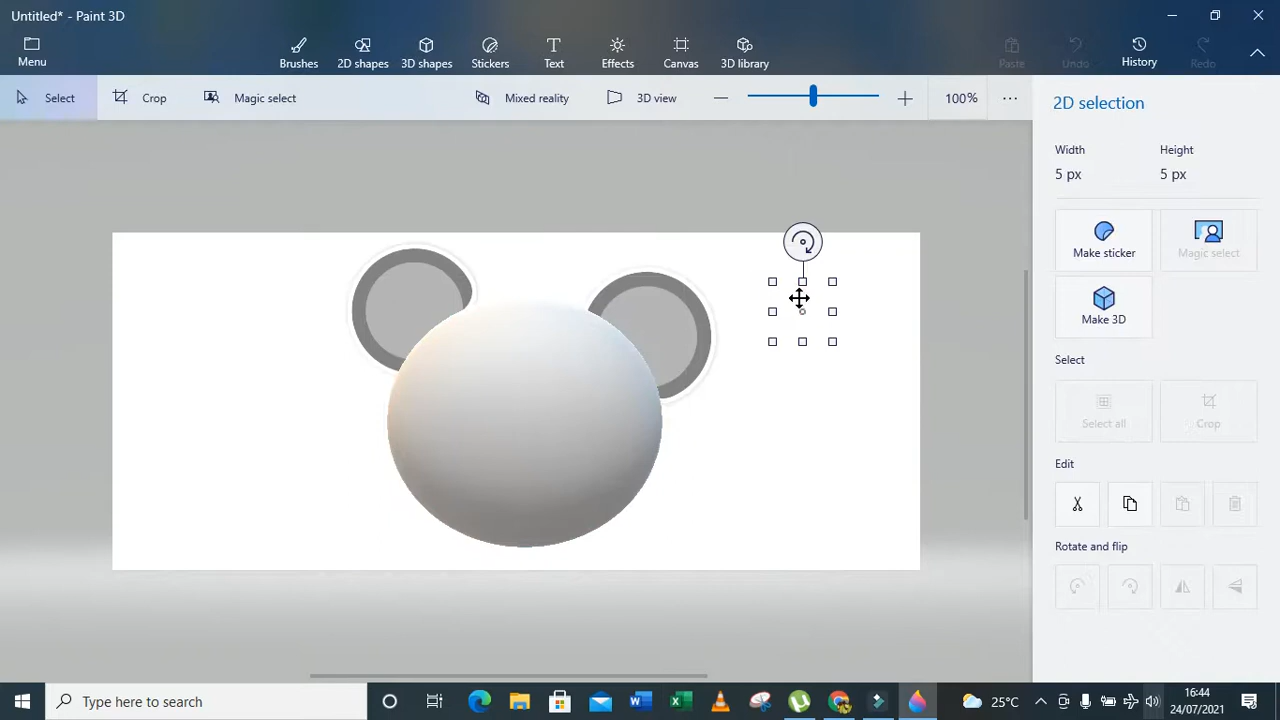 Untitled* - Paint 3D
Menu
Brushes
2D shapes
3D shapes
Stickers
Text
Effects
Canvas
3D library
Paste
Undo
History
Redo
Select
Crop
Magic select
Mixed reality
3D view
100%
2D selection
Width
Height
5 px
5 px
Make sticker
Magic select
Make 3D
Select
Select all
Crop
Edit
Rotate and flip
Type here to search
25°C
16:44
24/07/2021